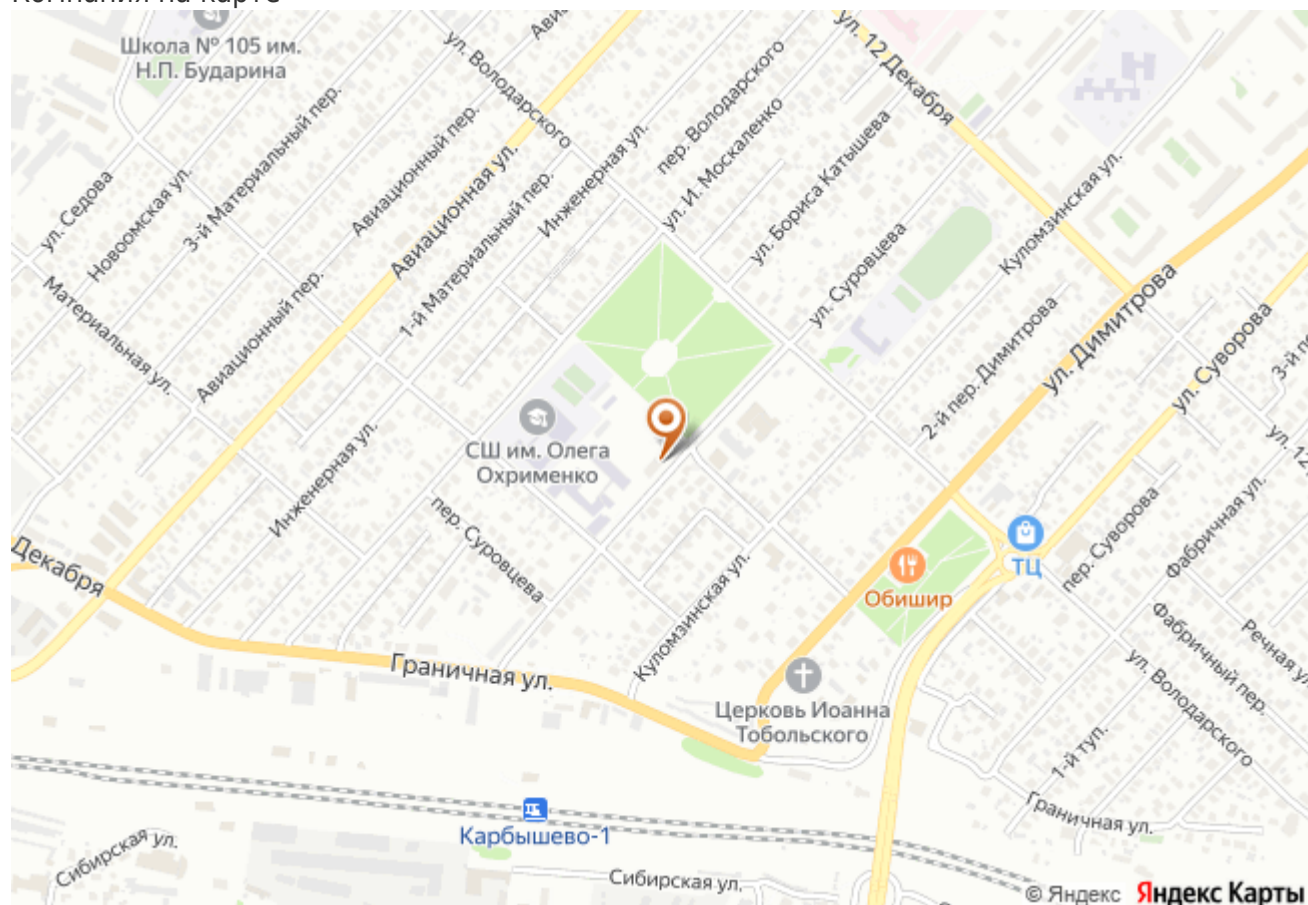 Компания на карте
Школа № 105 им.
Н.П. Бударина
ул. Володарского
ул. 12 Декабря
3-й Материальный пер.
Авиационный пер.
Авиационная ул.
1-й Материальный пер.
Инженерная ул.
пер. Володарского
ул. И. Москаленко
ул. Бориса Катышева
ул. Суровцева
Куломзинская ул.
ул. Седова
Новоомская ул.
Материальная ул.
Авиационный пер.
2-й пер. Димитрова
ул. Димитрова
ул. Суворова
СШ им. Олега
Охрименко
Инженерная ул.
пер. Суровцева
Куломзинская ул.
Обишир
ТЦ
пер. Суворова
Фабричная ул.
Фабричный пер.
Декабря
Граничная ул.
Церковь Иоанна
Тобольского
ул. Володарского
1-й туп.
Граничная ул.
Карбышево-1
Сибирская ул.
Сибирская ул.
© Яндекс Яндекс Карты